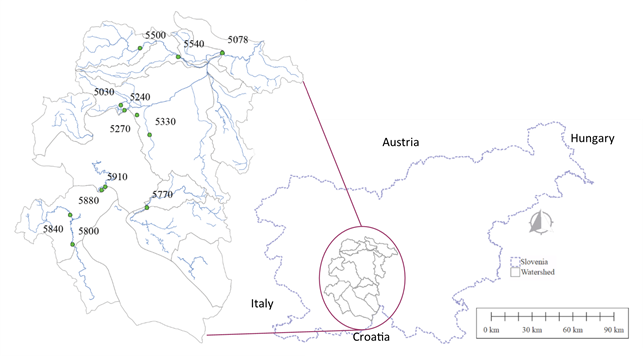 5500
5540
5078
5030
5240
5270
5330
5910
5880
5770
5840
5800
Austria
Hungary
Italy
Croatia
Slovenia
Watershed
0 km 30 km 60 km 90 km